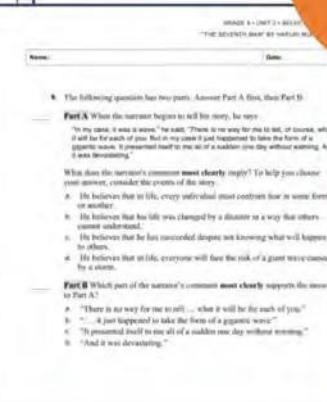 GRADE 8 • UNIT 2 •
"THE SEVENTH MAN" BY HARUKI
Name:
Date:
The following question has two parts. Answer Part A first, then Part B.
Part A When the narrator begins to tell his story, he says
"In my case, it was a wave," he said. "There is no way for me to tell, of course, wh
it will be for each of you. But in my case it just happened to take the form of a
gigantic wave. It presented itself to me all of a sudden one day without warning. A
it was devastating."
What does the narrator's comment most clearly imply? To help you choose
your answer, consider the events of the story.
a. He believes that in life, every individual must confront fear in some form
or another.
b. He believes that his life was changed by a disaster in a way that others
cannot understand.
c. He believes that he has succeeded despite not knowing what will happen
to others.
d. He believes that in life, everyone will face the risk of a giant wave cause
by a storm.
Part B Which part of the narrator's comment most clearly supports the
to Part A?
a. "There is no way for me to tell … what it will be for each of you."
b. "… it just happened to take the form of a gigantic wave."
c. "It presented itself to me all of a sudden one day without warning."
d. "And it was devastating."